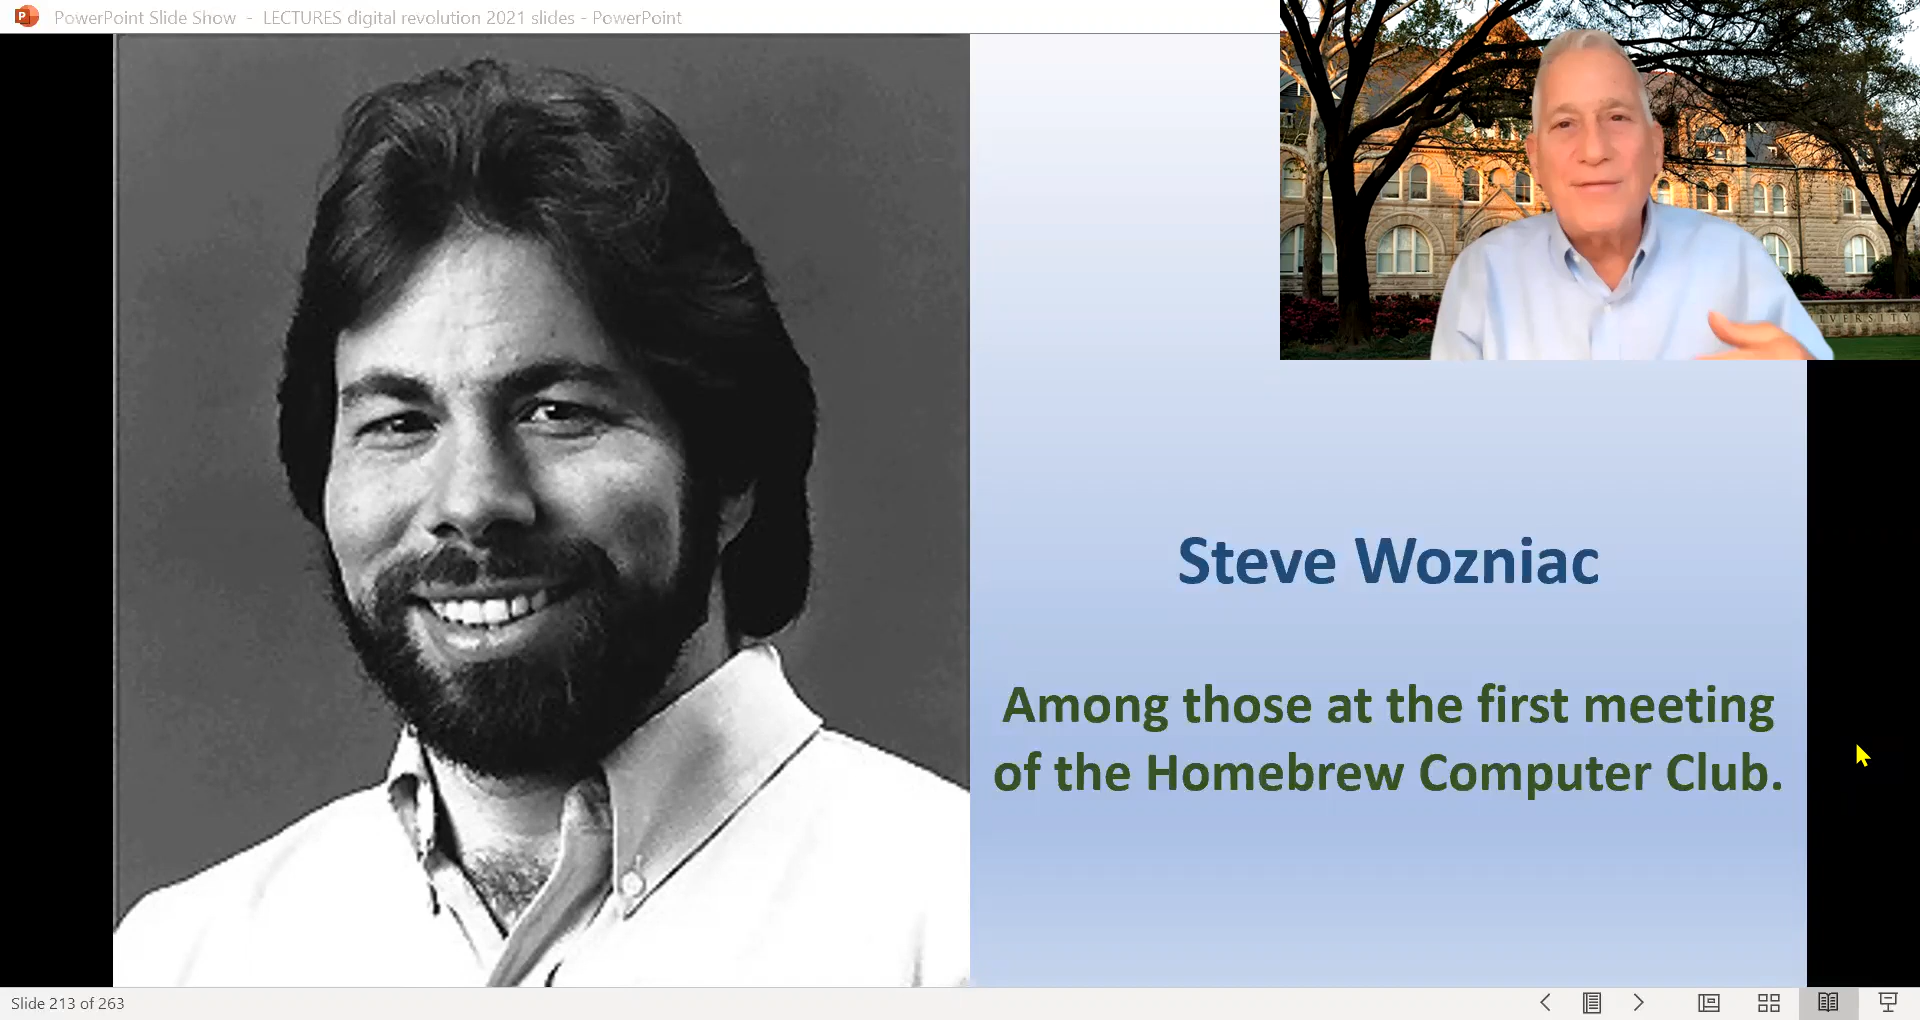 PowerPoint Slide Show - LECTURES digital revolution 2021 slides - PowerPoint
VERSITY
Steve Wozniac
Among those at the first meeting
of the Homebrew Computer Club.
Slide 213 of 263